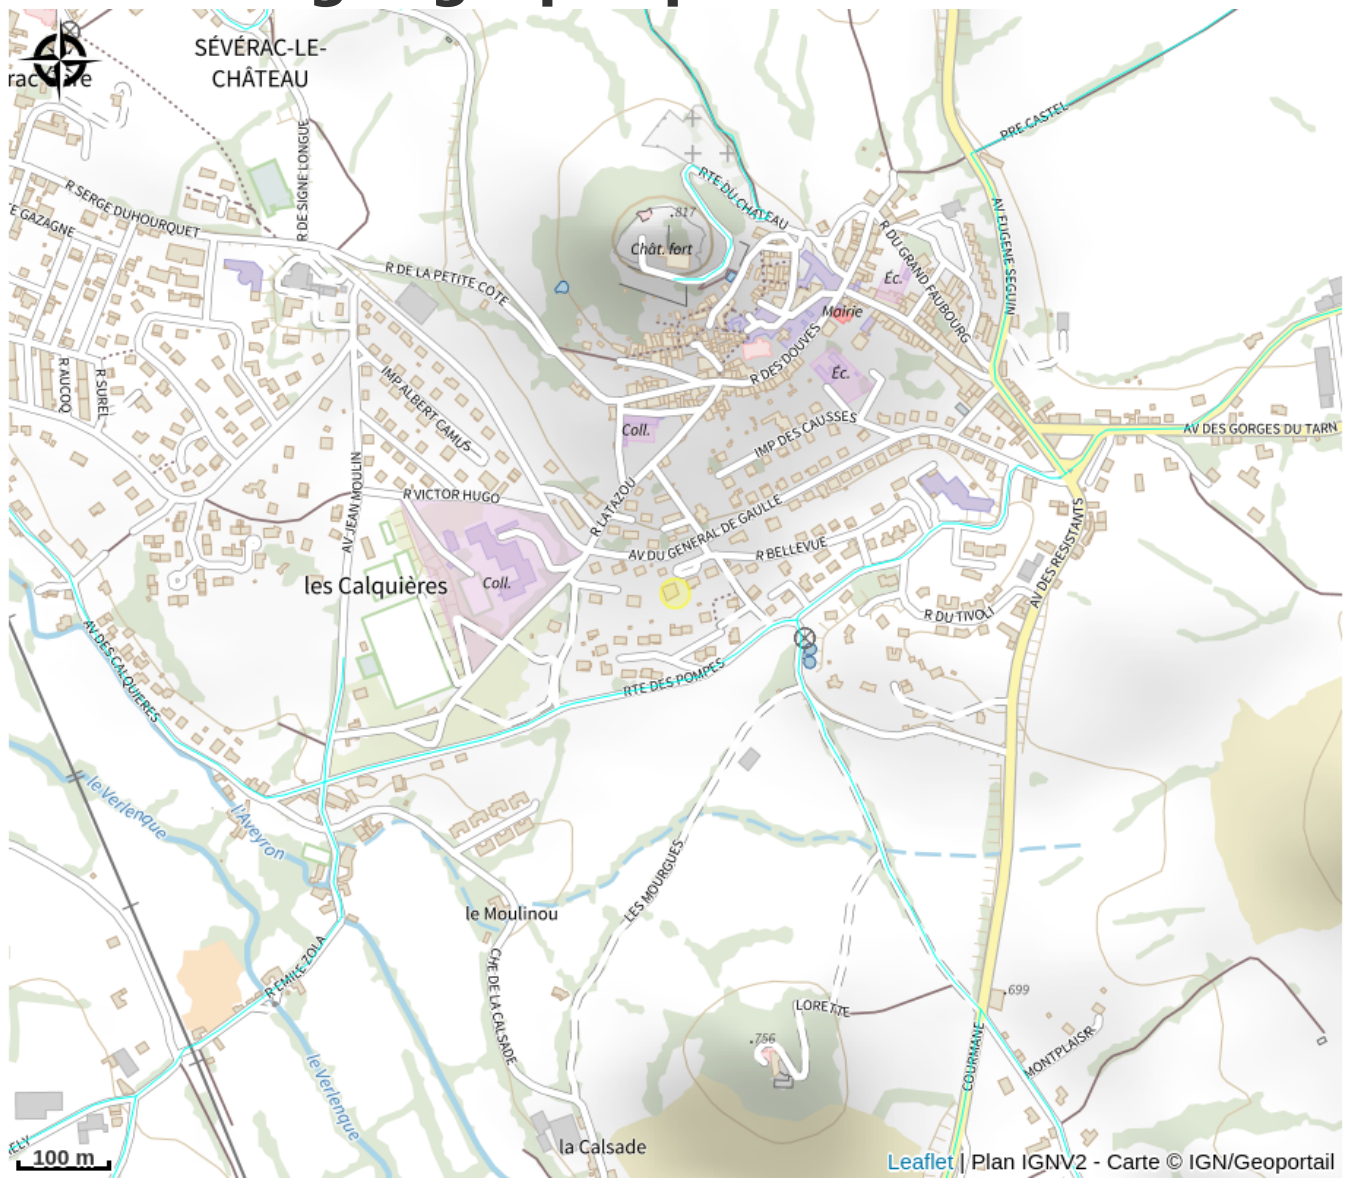 SÉVÉRAC-LE-
CHÂTEAU
R DE SIGNE LONGUE
R SERGE DUHOURQUET
E GAZAGNE
R DE LA PETITE COTE
PRE CASTEL
RTE DU CHATEAU
.817
Chât. fort
R DU GRAND FAUBOURG
AV EUGENE SEGUIN
Éc.
Mairie
R DES DOUVES
Éc.
R AUCOQ
R SUREL
IMP ALBERT CAMUS
Coll.
IMP DES CAUSSES
AV DES GORGES DU TARN
AV JEAN MOULIN
R VICTOR HUGO
R LATAZOU
AV DU GENERAL DE GAULLE
R BELLEVUE
les Calquières
Coll.
AV DES RESISTANTS
R DU TIVOLI
AV DES CALQUIERES
RTE DES POMPES
le Verlenque
l'Aveyron
LES MOURGUES
le Moulinou
R EMILE ZOLA
CHE DE LA CALSADE
.699
LORETTE
.756
COURMANE
MONTPLAISIR
le Verlenque
la Calsade
ELY
100 m
Leaflet | Plan IGNV2 - Carte © IGN/Geoportail